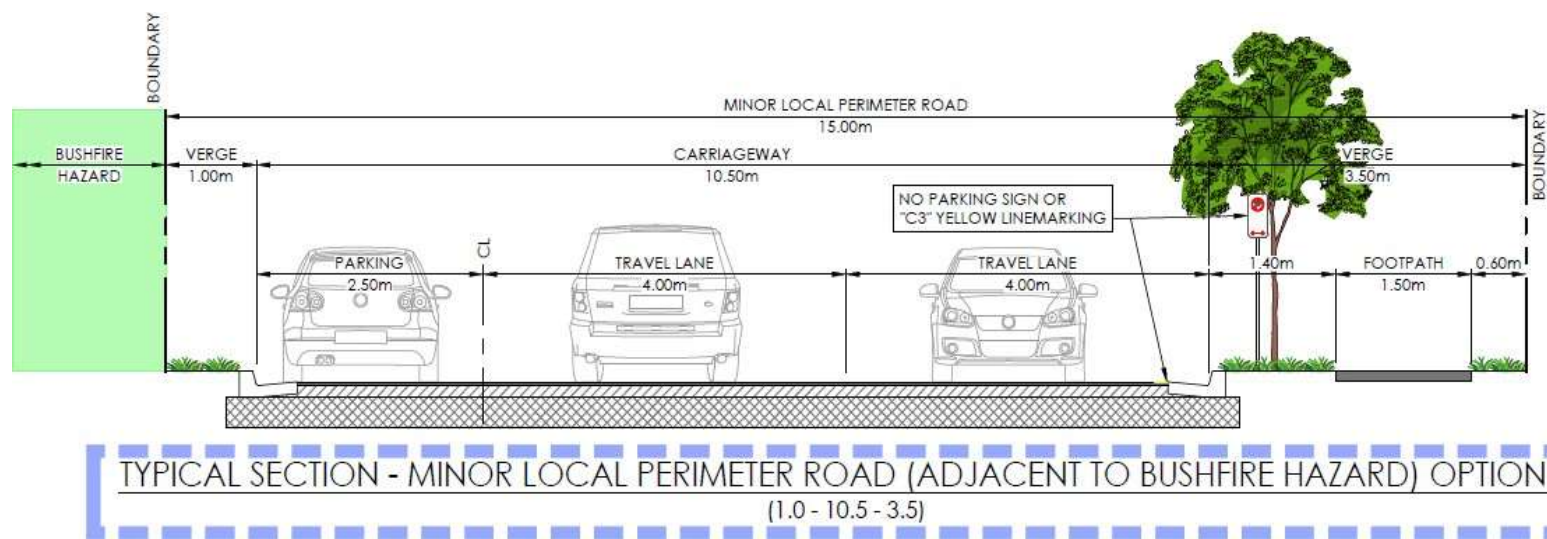 BOUNDARY
MINOR LOCAL PERIMETER ROAD
15.00m
BOUNDARY
BUSHFIRE
HAZARD
VERGE
1.00m
CARRIAGEWAY
10.50m
VERGE
3.50m
NO PARKING SIGN OR
"C3" YELLOW LINEMARKING
PARKING
2.50m
CL
TRAVEL LANE
4.00m
TRAVEL LANE
4.00m
1.40m
FOOTPATH
1.50m
0.60m
TYPICAL SECTION - MINOR LOCAL PERIMETER ROAD (ADJACENT TO BUSHFIRE HAZARD) OPTION
(1.0 - 10.5 - 3.5)